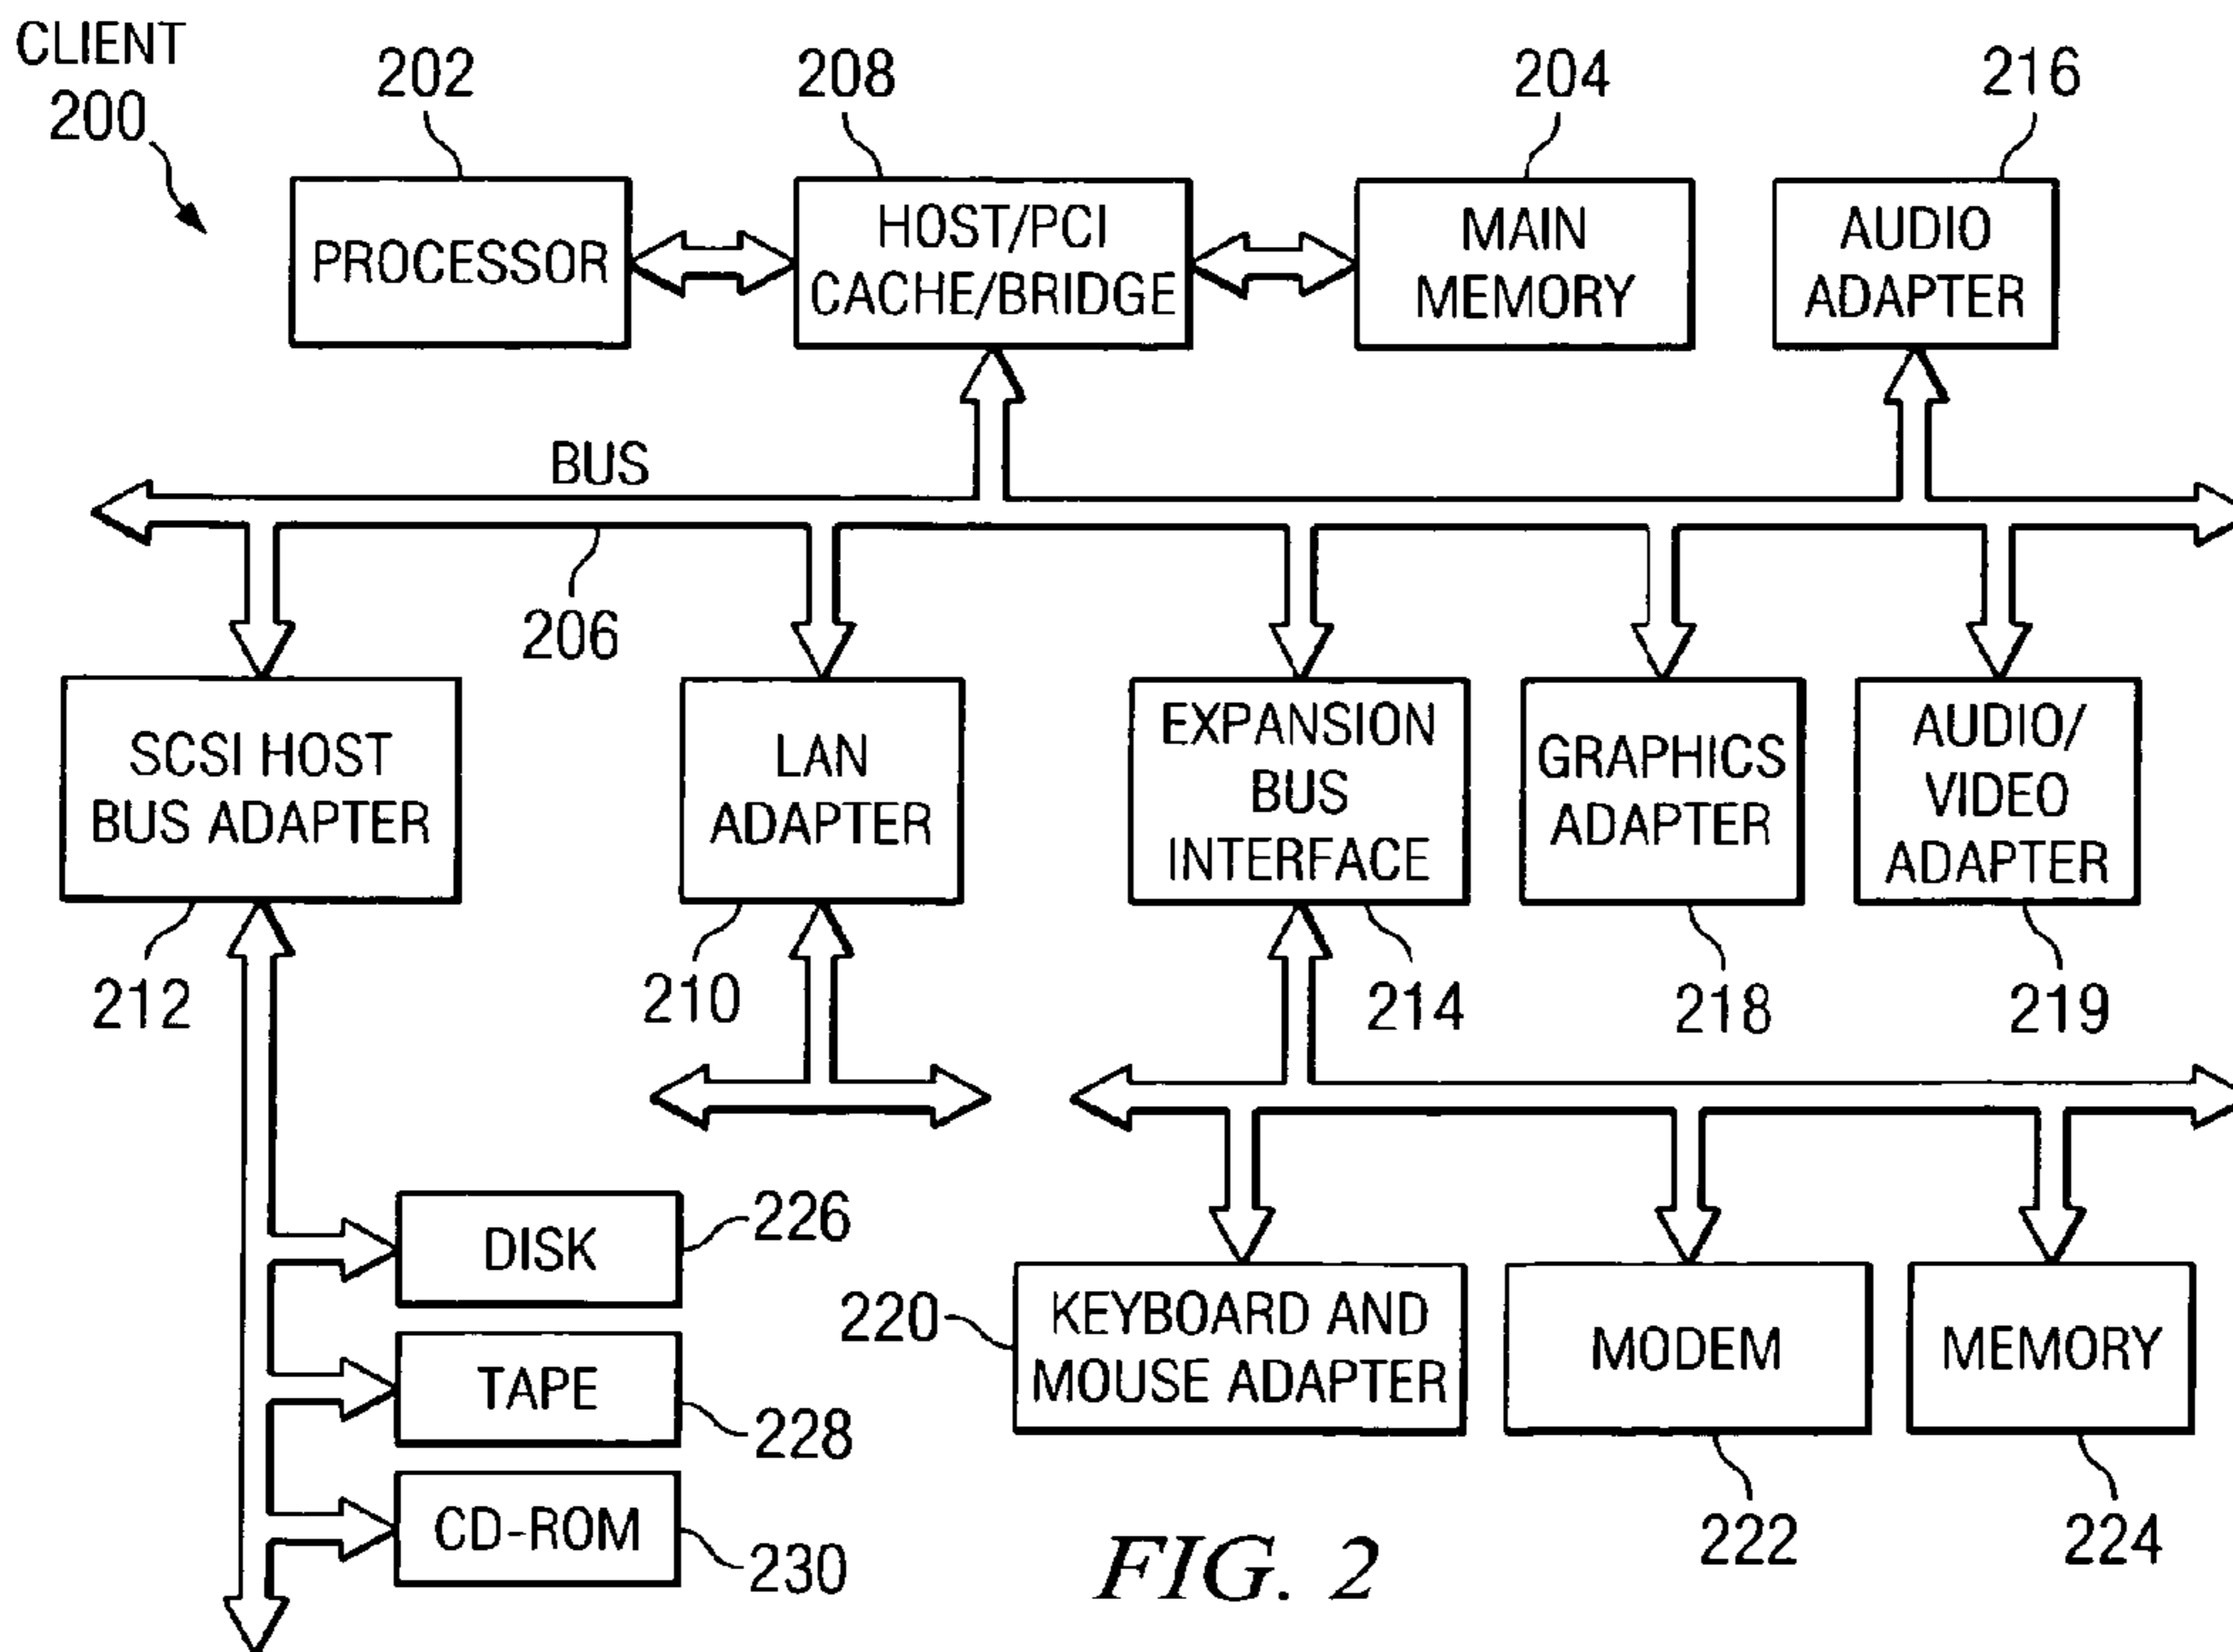 CLIENT
200
202
208
204
216
PROCESSOR
HOST/PCI
CACHE/BRIDGE
MAIN
MEMORY
AUDIO
ADAPTER
BUS
206
SCSI HOST
BUS ADAPTER
LAN
ADAPTER
EXPANSION
BUS
INTERFACE
GRAPHICS
ADAPTER
AUDIO/
VIDEO
ADAPTER
212
210
214
218
219
DISK
226
TAPE
228
CD-ROM
230
220
KEYBOARD AND
MOUSE ADAPTER
MODEM
MEMORY
222
224
FIG. 2